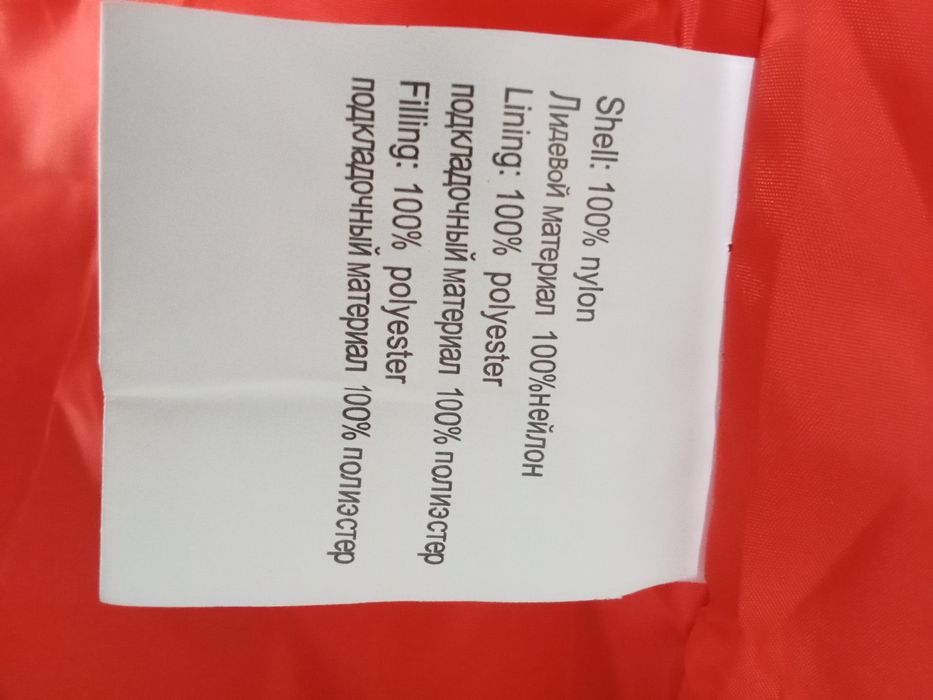 Shell: 100% nylon
Лидевой материал 100%нейлон
Lining: 100% polyester
подкладочный материал 100% полиэстер
Filling: 100% polyester
подкладочный материал 100% полиэстер